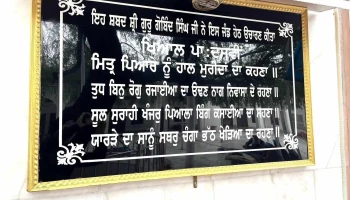 ਇਹ ਸ਼ਬਦ ਸ਼੍ਰੀ ਗੁਰੂ ਗੋਬਿੰਦ ਸਿੰਘ ਜੀ ਨੇ ਇਸ ਜੰਡ ਹੇਠ ਉਚਾਰਣ ਕੀਤਾ
ਖਿਆਲ ਪਾ: ਦਸਵੀਂ
ਮਿਤ੍ਰ ਪਿਆਰੇ ਨੂੰ ਹਾਲ ਮੁਰੀਦਾਂ ਦਾ ਕਹਣਾ ॥
ਤੁਧ ਬਿਨੁ ਰੋਗੁ ਰਜਾਈਆ ਦਾ ਓਢਣ ਨਾਗ ਨਿਵਾਸਾ ਦੇ ਰਹਣਾ ॥
ਸੂਲ ਸੁਰਾਹੀ ਖੰਜਰੁ ਪਿਆਲਾ ਬਿੰਗ ਕਸਾਈਆ ਦਾ ਸਹਣਾ ॥
ਯਾਰੜੇ ਦਾ ਸਾਨੂੰ ਸਥਰੁ ਚੰਗਾ ਭੱਠ ਖੇੜਿਆ ਦਾ ਰਹਣਾ ॥